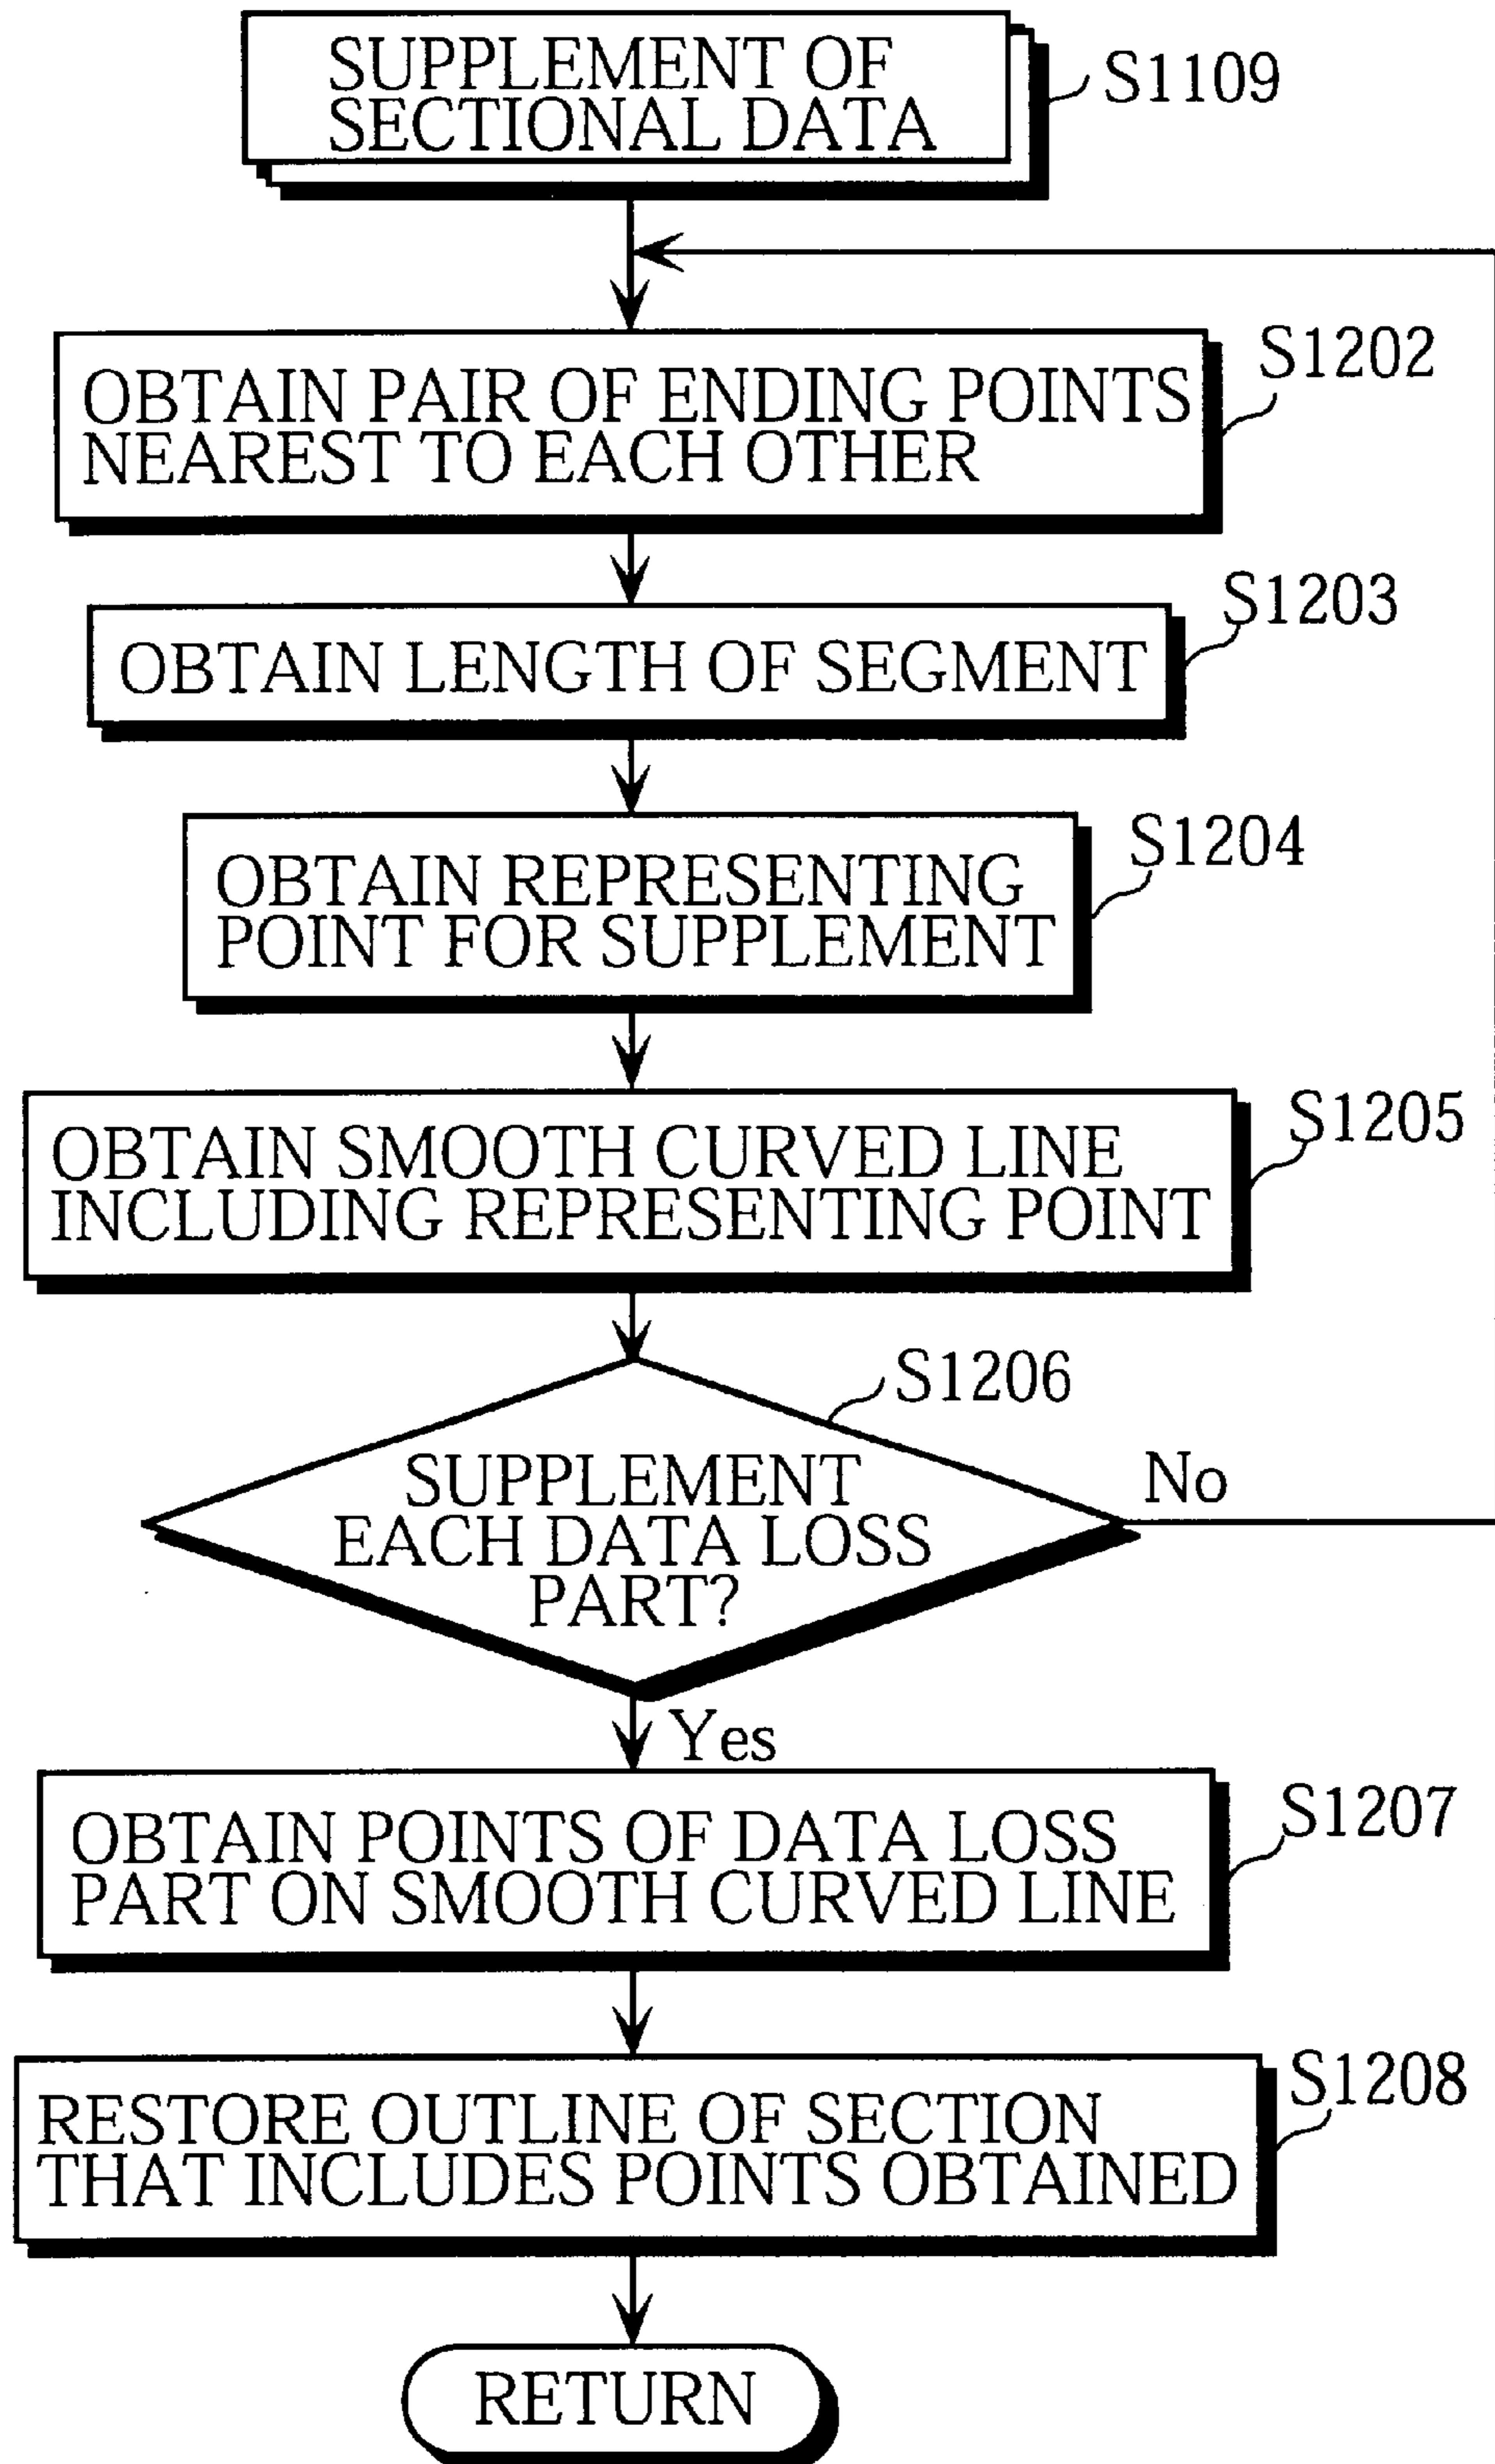 SUPPLEMENT OF
SECTIONAL DATA
S1109
OBTAIN PAIR OF ENDING POINTS
NEAREST TO EACH OTHER
S1202
OBTAIN LENGTH OF SEGMENT
S1203
OBTAIN REPRESENTING
POINT FOR SUPPLEMENT
S1204
OBTAIN SMOOTH CURVED LINE
INCLUDING REPRESENTING POINT
S1205
SUPPLEMENT
EACH DATA LOSS
PART?
S1206
No
Yes
OBTAIN POINTS OF DATA LOSS
PART ON SMOOTH CURVED LINE
S1207
RESTORE OUTLINE OF SECTION
THAT INCLUDES POINTS OBTAINED
S1208
RETURN